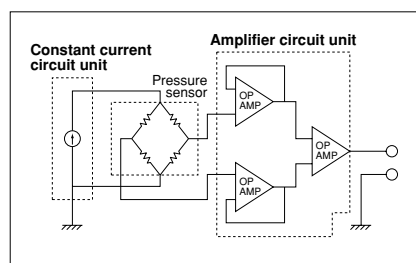 Constant current
circuit unit
Amplifier circuit unit
Pressure
sensor
OP
AMP
OP
AMP
OP
AMP